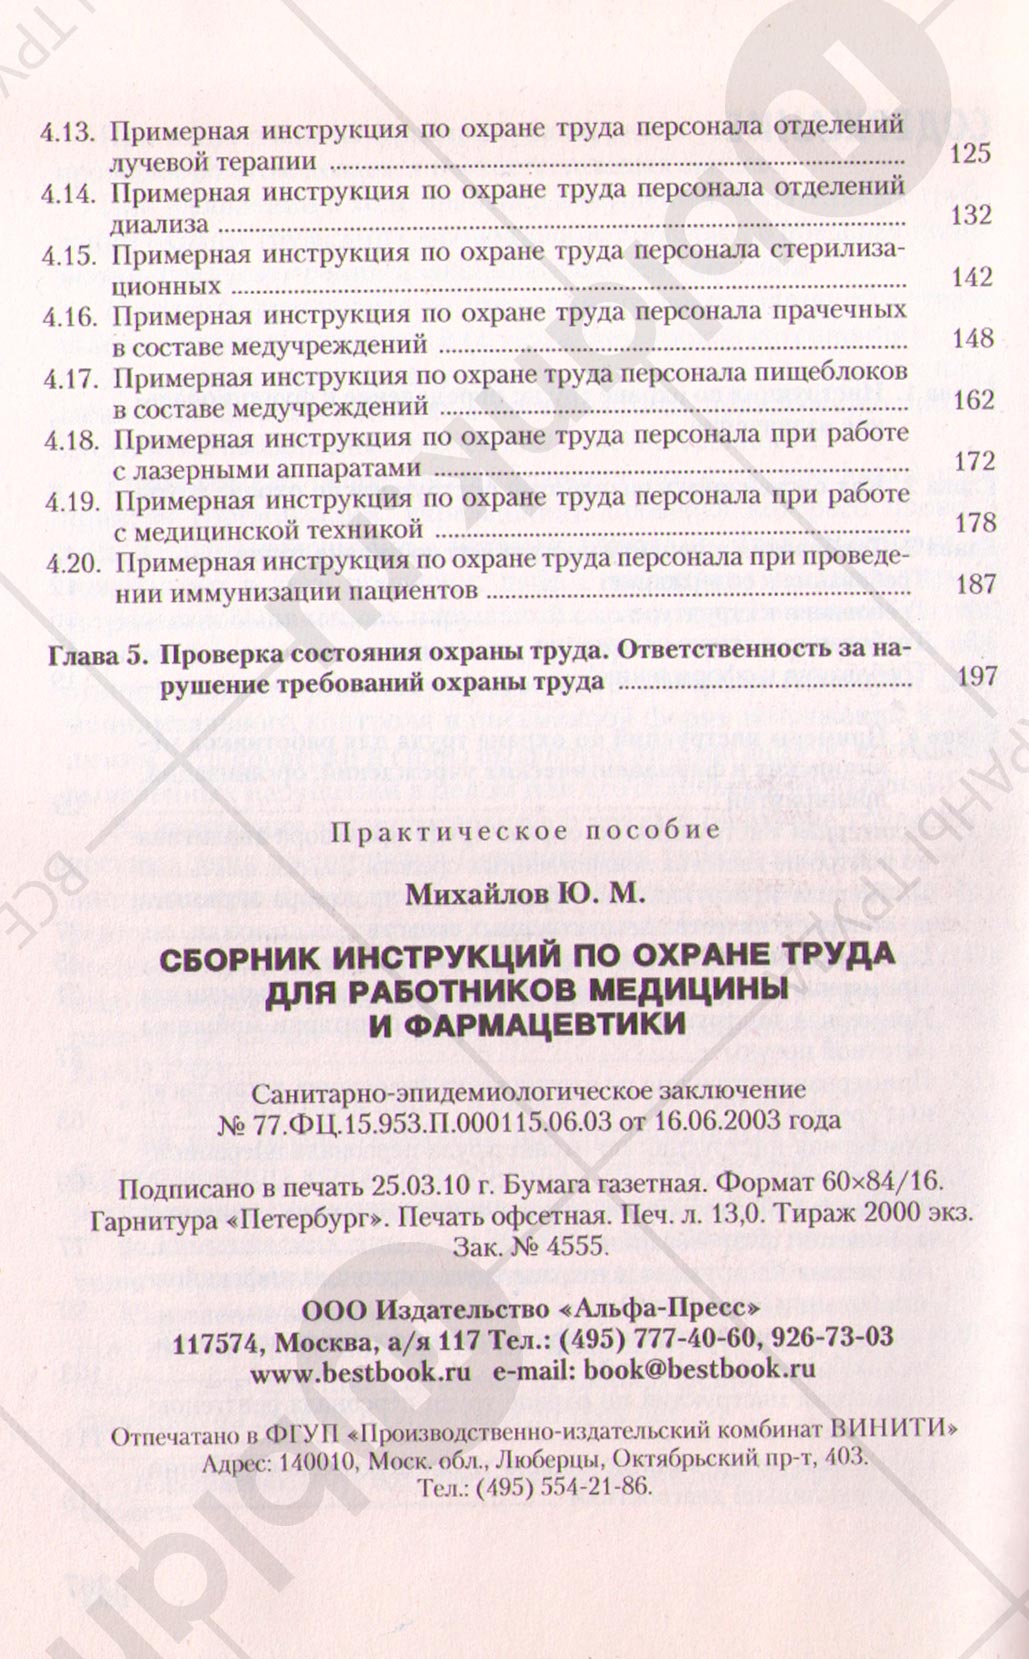 4.13. Примерная инструкция по охране труда персонала отделений
лучевой терапии ........ 125
4.14. Примерная инструкция по охране труда персонала отделений
диализа ........ 132
4.15. Примерная инструкция по охране труда персонала стерилиза-
ционных ........ 142
4.16. Примерная инструкция по охране труда персонала прачечных
в составе медучреждений ........ 148
4.17. Примерная инструкция по охране труда персонала пищеблоков
в составе медучреждений ........ 162
4.18. Примерная инструкция по охране труда персонала при работе
с лазерными аппаратами ........ 172
4.19. Примерная инструкция по охране труда персонала при работе
с медицинской техникой ........ 178
4.20. Примерная инструкция по охране труда персонала при проведе-
нии иммунизации пациентов ........ 187
Глава 5. Проверка состояния охраны труда. Ответственность за на-
рушение требований охраны труда ........ 197
Практическое пособие
Михайлов Ю. М.
СБОРНИК ИНСТРУКЦИЙ ПО ОХРАНЕ ТРУДА
ДЛЯ РАБОТНИКОВ МЕДИЦИНЫ
И ФАРМАЦЕВТИКИ
Санитарно-эпидемиологическое заключение
№ 77.ФЦ.15.953.П.000115.06.03 от 16.06.2003 года
Подписано в печать 25.03.10 г. Бумага газетная. Формат 60×84/16.
Гарнитура «Петербург». Печать офсетная. Печ. л. 13,0. Тираж 2000 экз.
Зак. № 4555.
ООО Издательство «Альфа-Пресс»
117574, Москва, а/я 117 Тел.: (495) 777-40-60, 926-73-03
www.bestbook.ru e-mail: book@bestbook.ru
Отпечатано в ФГУП «Производственно-издательский комбинат ВИНИТИ»
Адрес: 140010, Моск. обл., Люберцы, Октябрьский пр-т, 403.
Тел.: (495) 554-21-86.